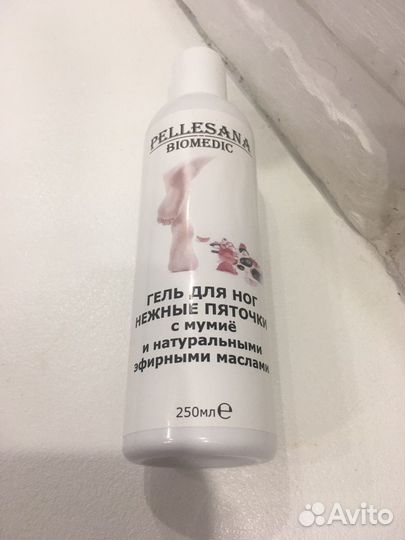 PELLESANA
BIOMEDIC
ГЕЛЬ ДЛЯ НОГ
НЕЖНЫЕ ПЯТОЧКИ
с мумиё
и натуральными
эфирными маслами
250мл℮
Avito